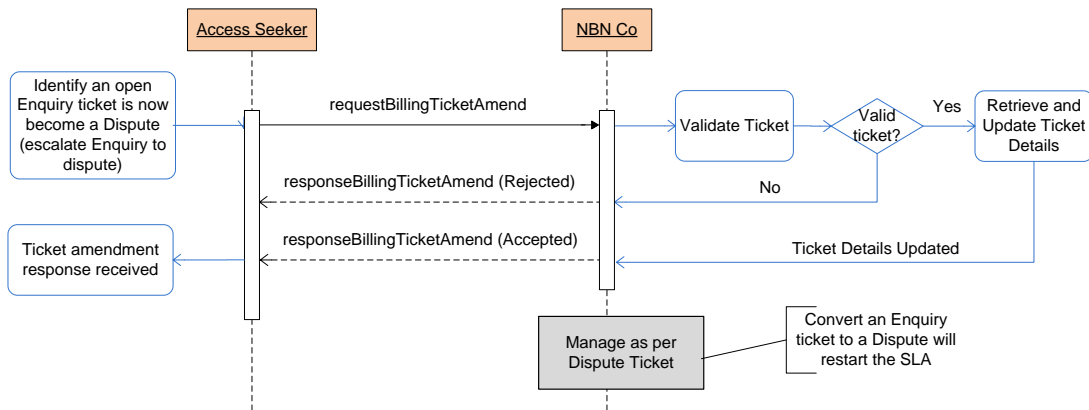 Access Seeker
NBN Co
Identify an open
Enquiry ticket is now
become a Dispute
(escalate Enquiry to
dispute)
requestBillingTicketAmend
Validate Ticket
Valid
ticket?
Yes
Retrieve and
Update Ticket
Details
responseBillingTicketAmend (Rejected)
No
responseBillingTicketAmend (Accepted)
Ticket Details Updated
Ticket amendment
response received
Manage as per
Dispute Ticket
Convert an Enquiry
ticket to a Dispute will
restart the SLA